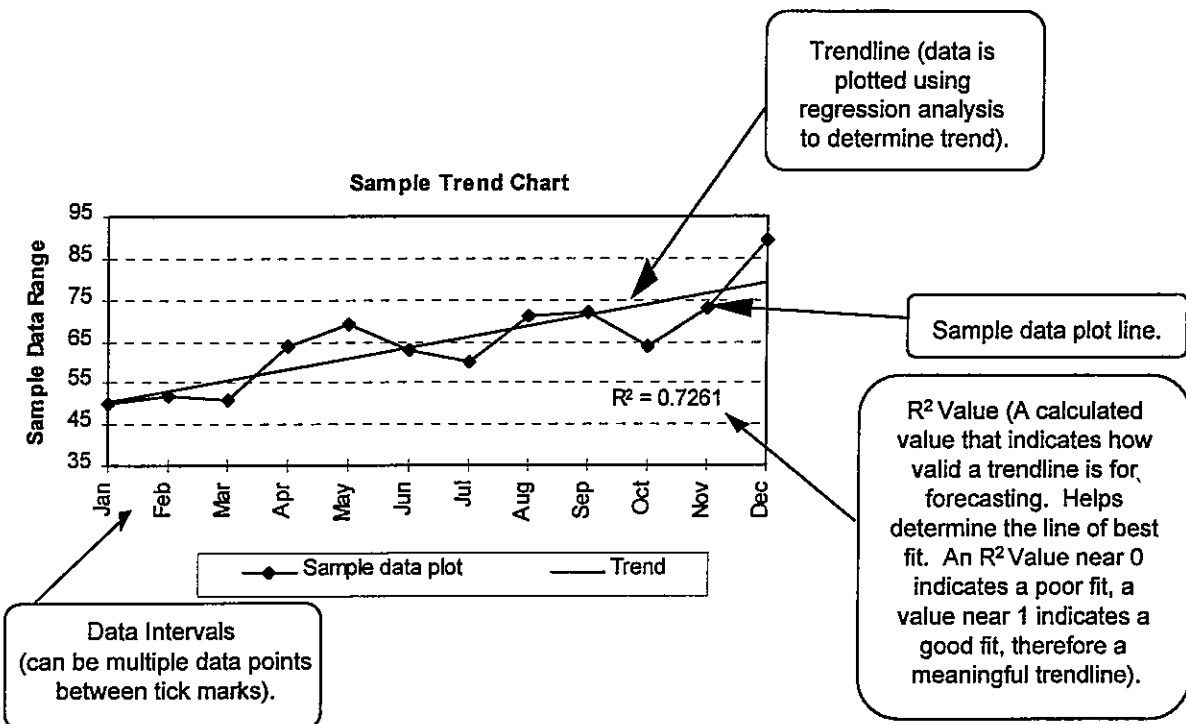 Trendline (data is
plotted using
regression analysis
to determine trend).
Sample Trend Chart
Sample Data Range
95
85
75
65
55
45
35
R² = 0.7261
Jan
Feb
Mar
Apr
May
Jun
Jul
Aug
Sep
Oct
Nov
Dec
Sample data plot
Trend
Sample data plot line.
R² Value (A calculated
value that indicates how
valid a trendline is for
forecasting. Helps
determine the line of best
fit. An R² Value near 0
indicates a poor fit, a
value near 1 indicates a
good fit, therefore a
meaningful trendline).
Data Intervals
(can be multiple data points
between tick marks).